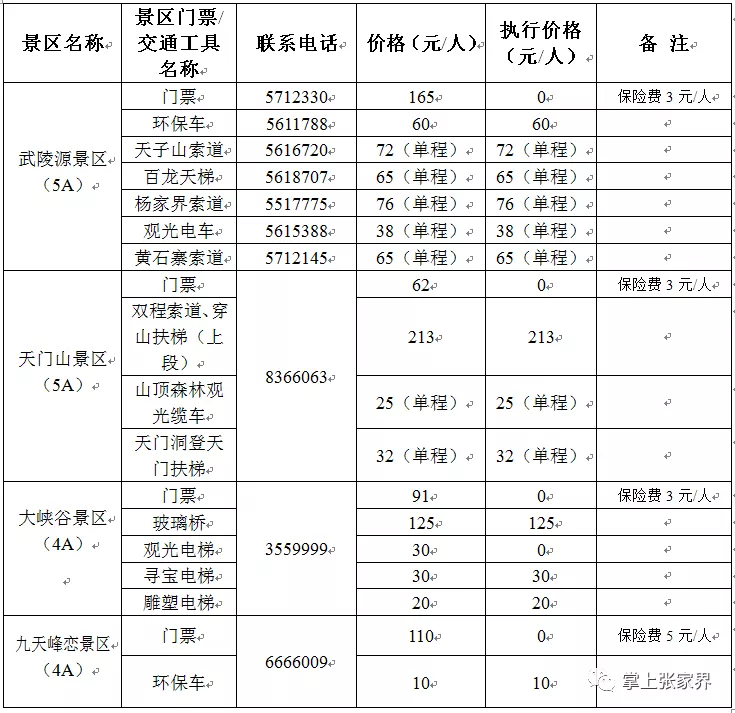 景区名称 景区门票/交通工具名称 联系电话 价格（元/人） 执行价格（元/人） 备 注
武陵源景区（5A） 门票 5712330 165 0 保险费 3 元/人
环保车 5611788 60 60
天子山索道 5616720 72（单程） 72（单程）
百龙天梯 5618707 65（单程） 65（单程）
杨家界索道 5517775 76（单程） 76（单程）
观光电车 5615388 38（单程） 38（单程）
黄石寨索道 5712145 65（单程） 65（单程）
天门山景区（5A） 门票 8366063 62 0 保险费 3 元/人
双程索道、穿山扶梯（上段） 213 213
山顶森林观光缆车 25（单程） 25（单程）
天门洞登天门扶梯 32（单程） 32（单程）
大峡谷景区（4A） 门票 3559999 91 0 保险费 3 元/人
玻璃桥 125 125
观光电梯 30 0
寻宝电梯 30 30
雕塑电梯 20 20
九天峰恋景区（4A） 门票 6666009 110 0 保险费 5 元/人
环保车 10 10
掌上张家界